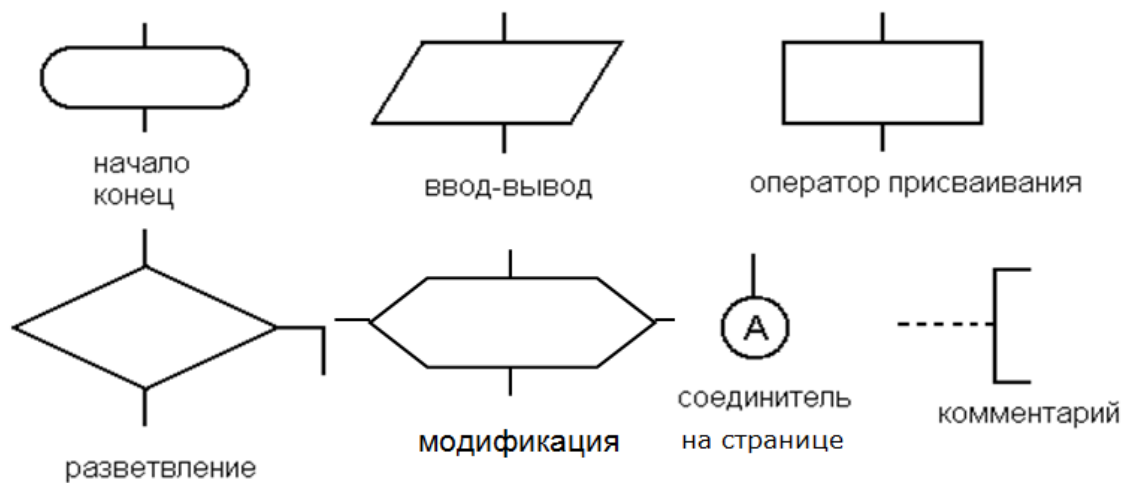 начало
конец
ввод-вывод
оператор присваивания
разветвление
модификация
А
соединитель
на странице
комментарий